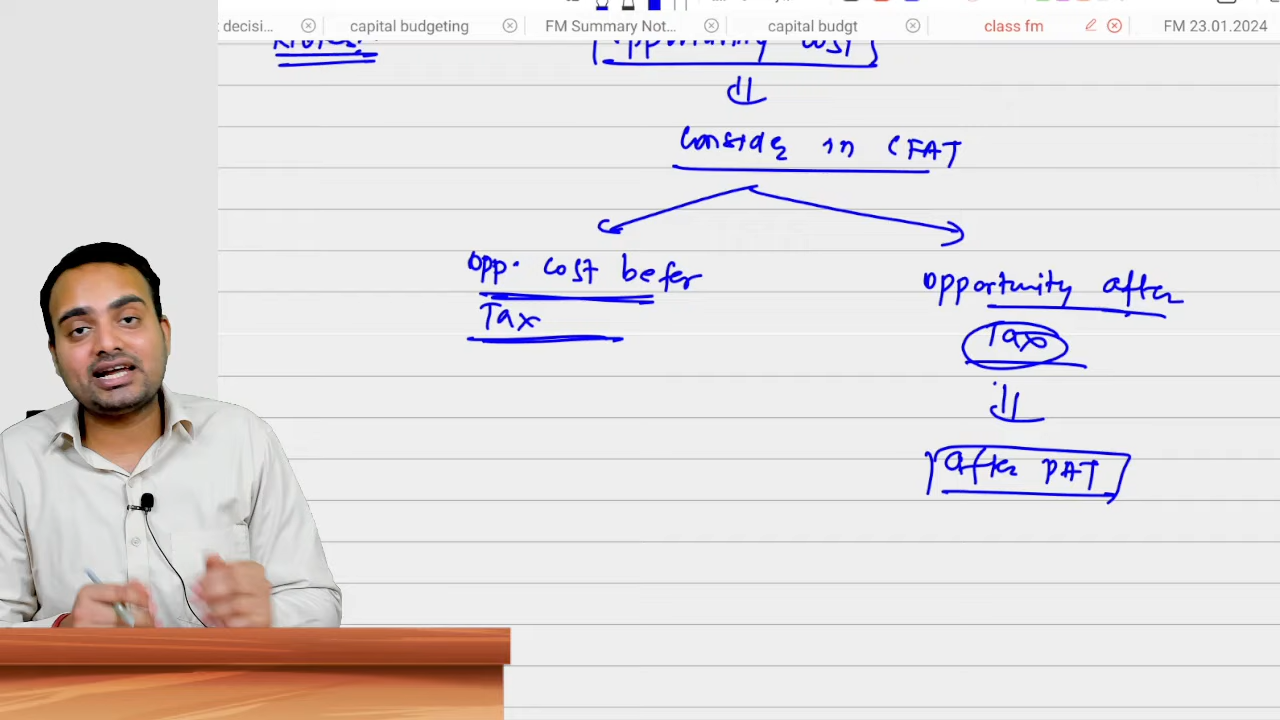 decisi...
capital budgeting
FM Summary Not...
capital budgt
class fm
FM 23.01.2024
opportunity cost
Consider in CFAT
opp. cost befer
Tax
opportunity after
Tax
after PAT